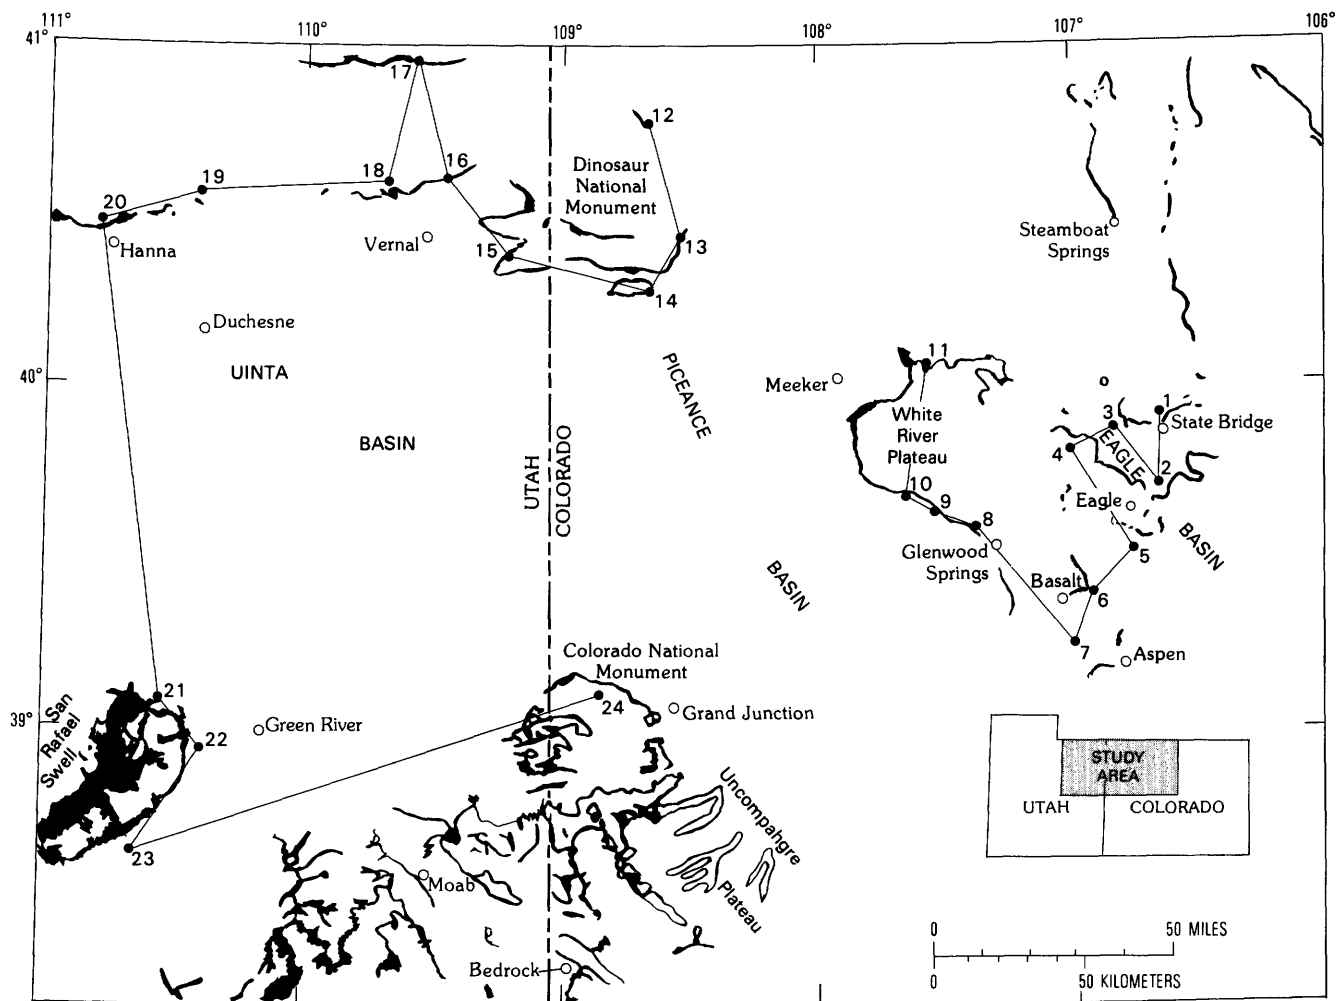 111°
110°
109°
108°
107°
106°
41°
17
12
Dinosaur
National
Monument
18
16
19
20
Hanna
Vernal
15
13
14
Steamboat
Springs
Duchesne
UINTA
40°
PICEANCE
Meeker
11
White
River
Plateau
3
1
State Bridge
BASIN
UTAH
COLORADO
4
EAGLE
2
10
9
8
Eagle
Glenwood
Springs
5
BASIN
BASIN
Basalt
6
7
Aspen
Colorado National
Monument
21
24
Grand Junction
39°
San
Rafael
Swell
Green River
22
STUDY
AREA
UTAH
COLORADO
23
Uncompahgre
Plateau
Moab
Bedrock
0
50 MILES
0
50 KILOMETERS